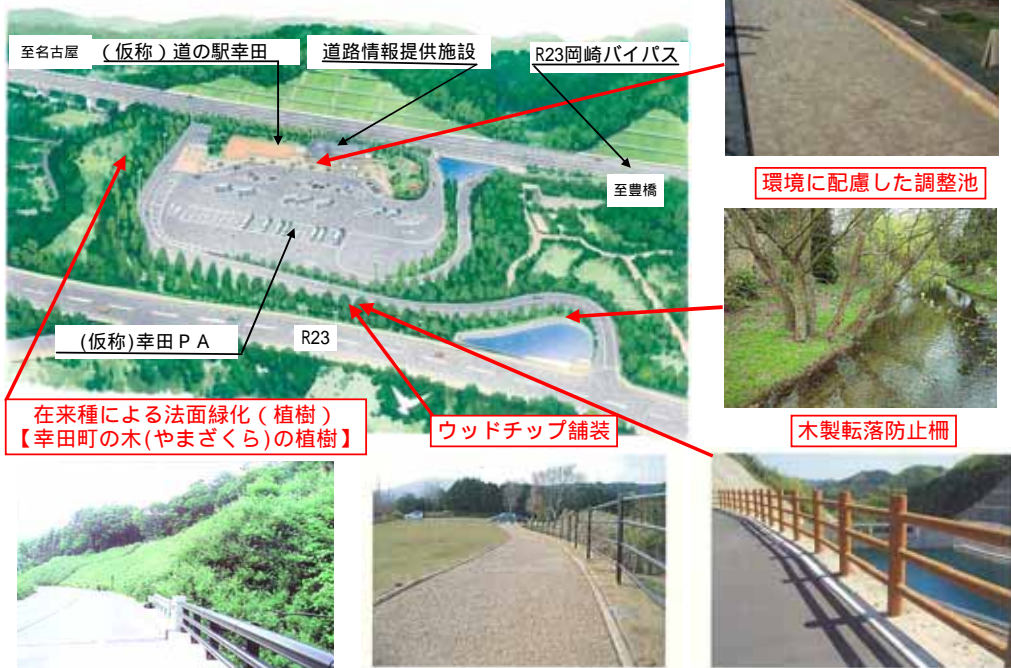 至名古屋
(仮称)道の駅幸田
道路情報提供施設
R23岡崎バイパス
至豊橋
環境に配慮した調整池
(仮称)幸田PA
R23
在来種による法面緑化(植樹)
【幸田町の木(やまざくら)の植樹】
ウッドチップ舗装
木製転落防止柵